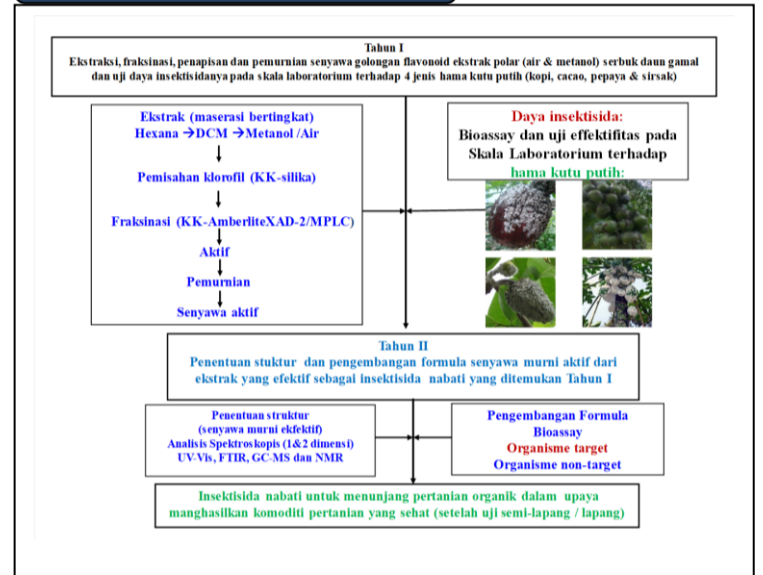 Tahun I
Ekstraksi, fraksinasi, penapisan dan pemurnian senyawa golongan flavonoid ekstrak polar (air & metanol) serbuk daun gamal
dan uji daya insektisidanya pada skala laboratorium terhadap 4 jenis hama kutu putih (kopi, cacao, pepaya & sirsak)
Ekstrak (maserasi bertingkat)
Hexana →DCM →Metanol /Air
Pemisahan klorofil (KK-silika)
Fraksinasi (KK-AmberliteXAD-2/MPLC)
Aktif
Pemurnian
Senyawa aktif
Daya insektisida:
Bioassay dan uji effektifitas pada
Skala Laboratorium terhadap
hama kutu putih:
Tahun II
Penentuan stuktur dan pengembangan formula senyawa murni aktif dari
ekstrak yang efektif sebagai insektisida nabati yang ditemukan Tahun I
Penentuan struktur
(senyawa murni ekfektif)
Analisis Spektroskopis (1&2 dimensi)
UV-Vis, FTIR, GC-MS dan NMR
Pengembangan Formula
Bioassay
Organisme target
Organisme non-target
Insektisida nabati untuk menunjang pertanian organik dalam upaya
manghasilkan komoditi pertanian yang sehat (setelah uji semi-lapang / lapang)